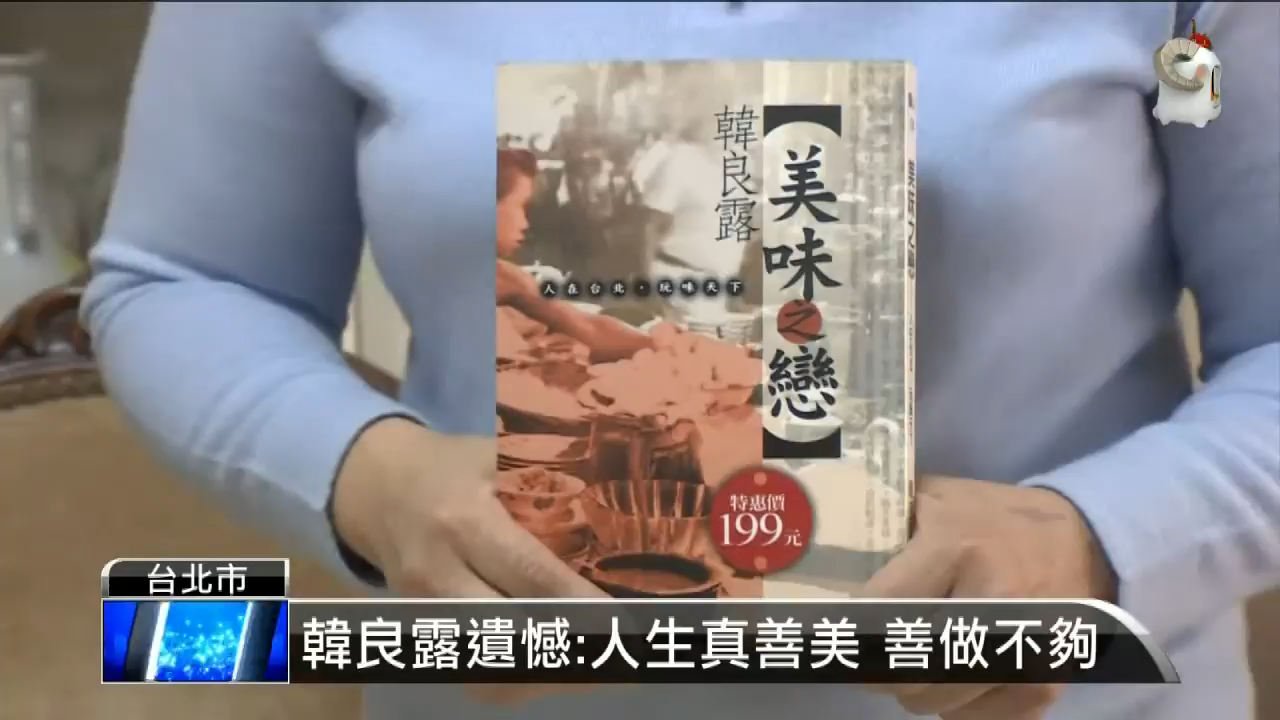 韓良露
美味之戀
人在台北，玩味天下
特惠價
199元
美味之戀
台北市
韓良露遺憾:人生真善美 善做不夠